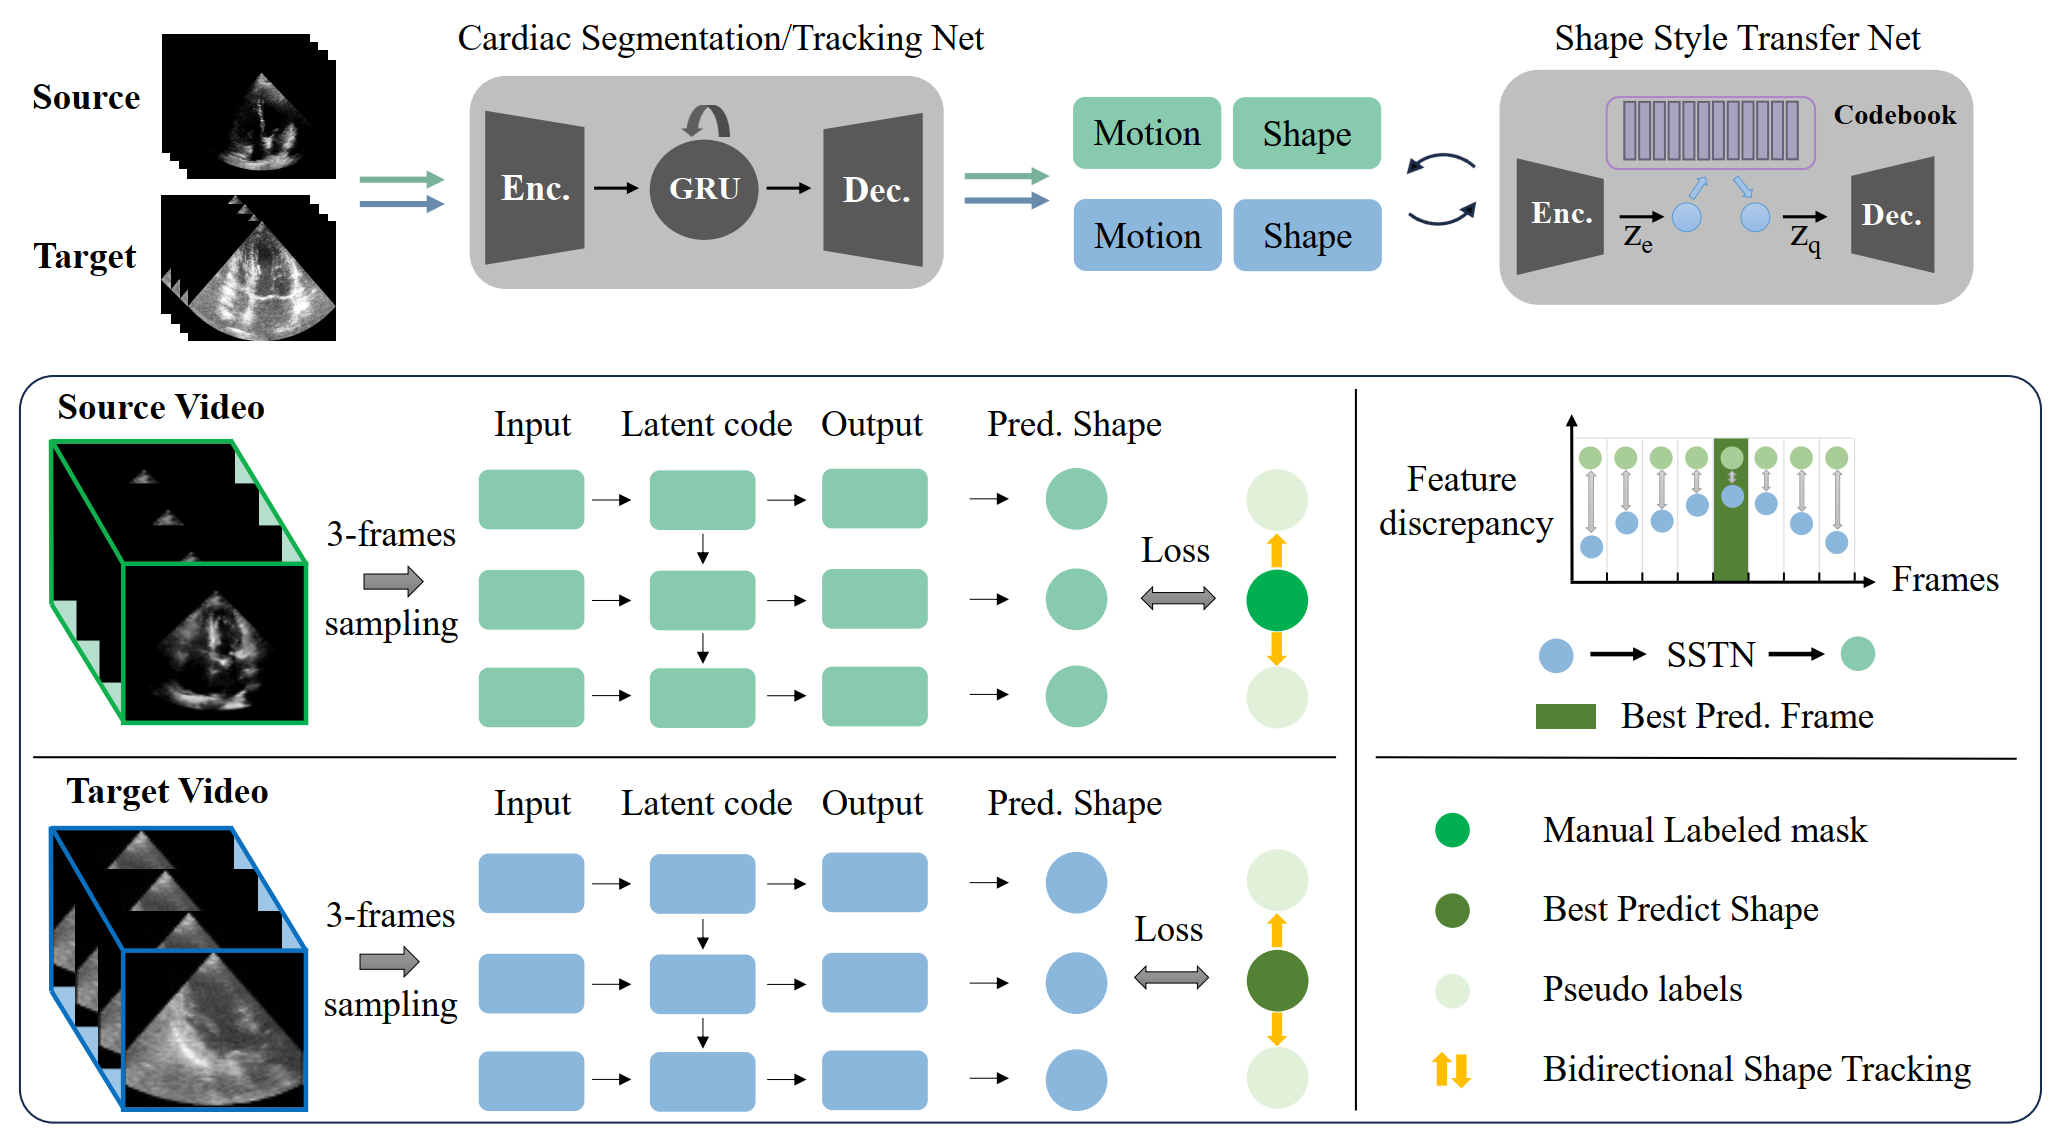 Cardiac Segmentation/Tracking Net
Shape Style Transfer Net
Source
Target
Enc.
GRU
Dec.
Motion
Shape
Motion
Shape
Codebook
Enc.
Ze
Zq
Dec.
Source Video
3-frames
sampling
Input
Latent code
Output
Pred. Shape
Loss
Feature
discrepancy
Frames
SSTN
Best Pred. Frame
Target Video
3-frames
sampling
Input
Latent code
Output
Pred. Shape
Loss
Manual Labeled mask
Best Predict Shape
Pseudo labels
Bidirectional Shape Tracking